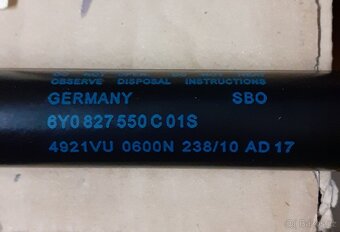 OBSERVE DISPOSAL INSTRUCTIONS
GERMANY SBO
6Y0 827 550 C 01S
4921VU 0600N 238/10 AD 17